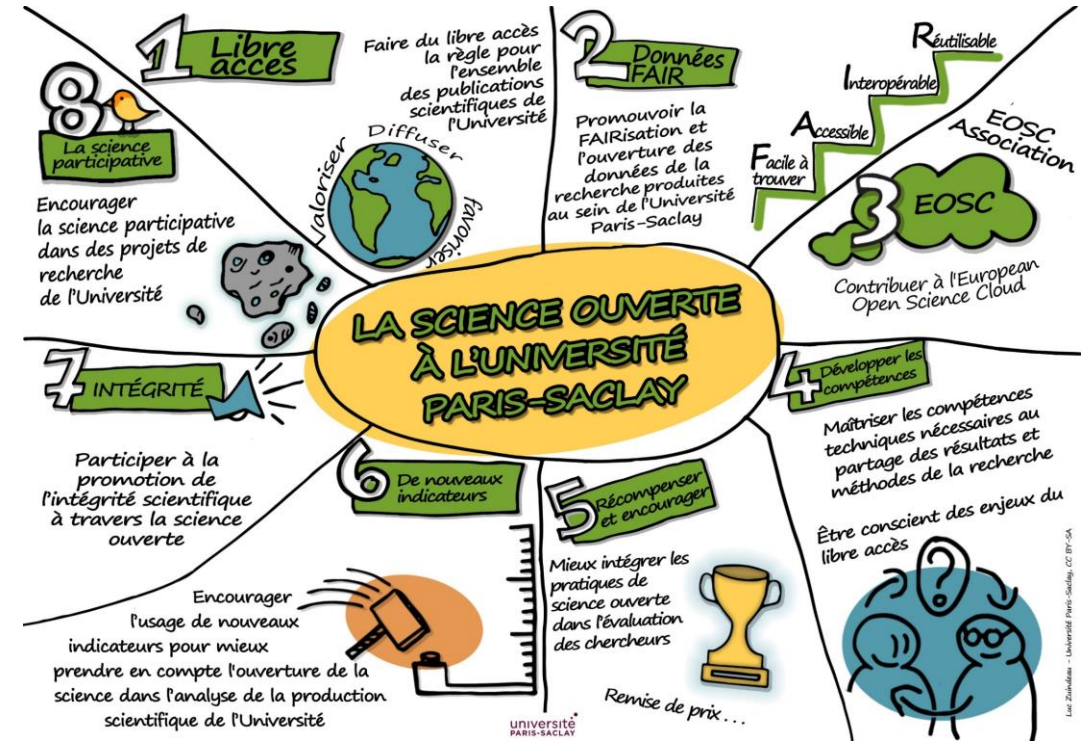 LA SCIENCE OUVERTE
À L'UNIVERSITÉ
PARIS-SACLAY
1 Libre
accès
Faire du libre accès
la règle pour
l'ensemble
des publications
scientifiques de
l'Université
Valoriser
Diffuser
favoriser
2 Données
FAIR
Promouvoir la
FAIRisation et
l'ouverture des
données de la
recherche produites
au sein de l'Université
Paris-Saclay
Facile à
trouver
Accessible
Interopérable
Réutilisable
EOSC
Association
3 EOSC
Contribuer à l'European
Open Science Cloud
4 Développer les
compétences
Maîtriser les compétences
techniques nécessaires au
partage des résultats et
méthodes de la recherche
Être conscient des enjeux du
libre accès
?
5 Récompenser
et encourager
Mieux intégrer les
pratiques de
science ouverte
dans l'évaluation
des chercheurs
Remise de prix...
6 De nouveaux
indicateurs
Encourager
l'usage de nouveaux
indicateurs pour mieux
prendre en compte l'ouverture de la
science dans l'analyse de la production
scientifique de l'Université
7 INTÉGRITÉ
Participer à la
promotion de
l'intégrité scientifique
à travers la science
ouverte
8 La science
participative
Encourager
la science participative
dans des projets de
recherche
de l'Université
université
PARIS-SACLAY
Luc Zuindeau - Université Paris-Saclay, CC BY-SA